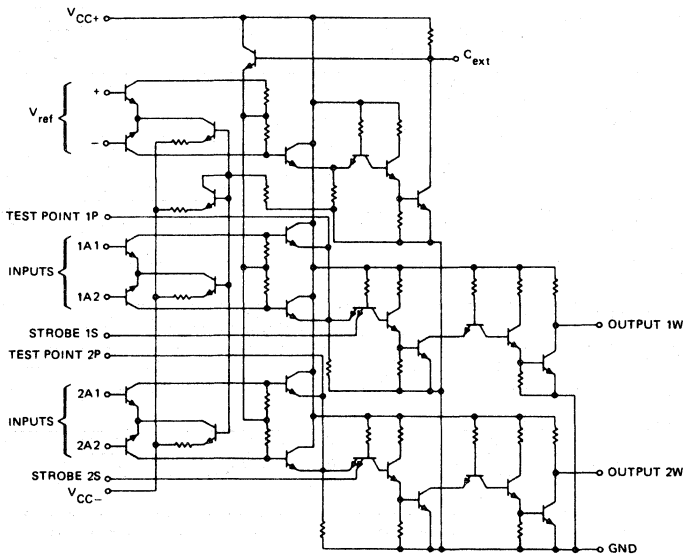 VCC+
Cext
+
Vref
−
TEST POINT 1P
1A1
INPUTS
1A2
OUTPUT 1W
STROBE 1S
TEST POINT 2P
2A1
INPUTS
2A2
OUTPUT 2W
STROBE 2S
VCC−
GND